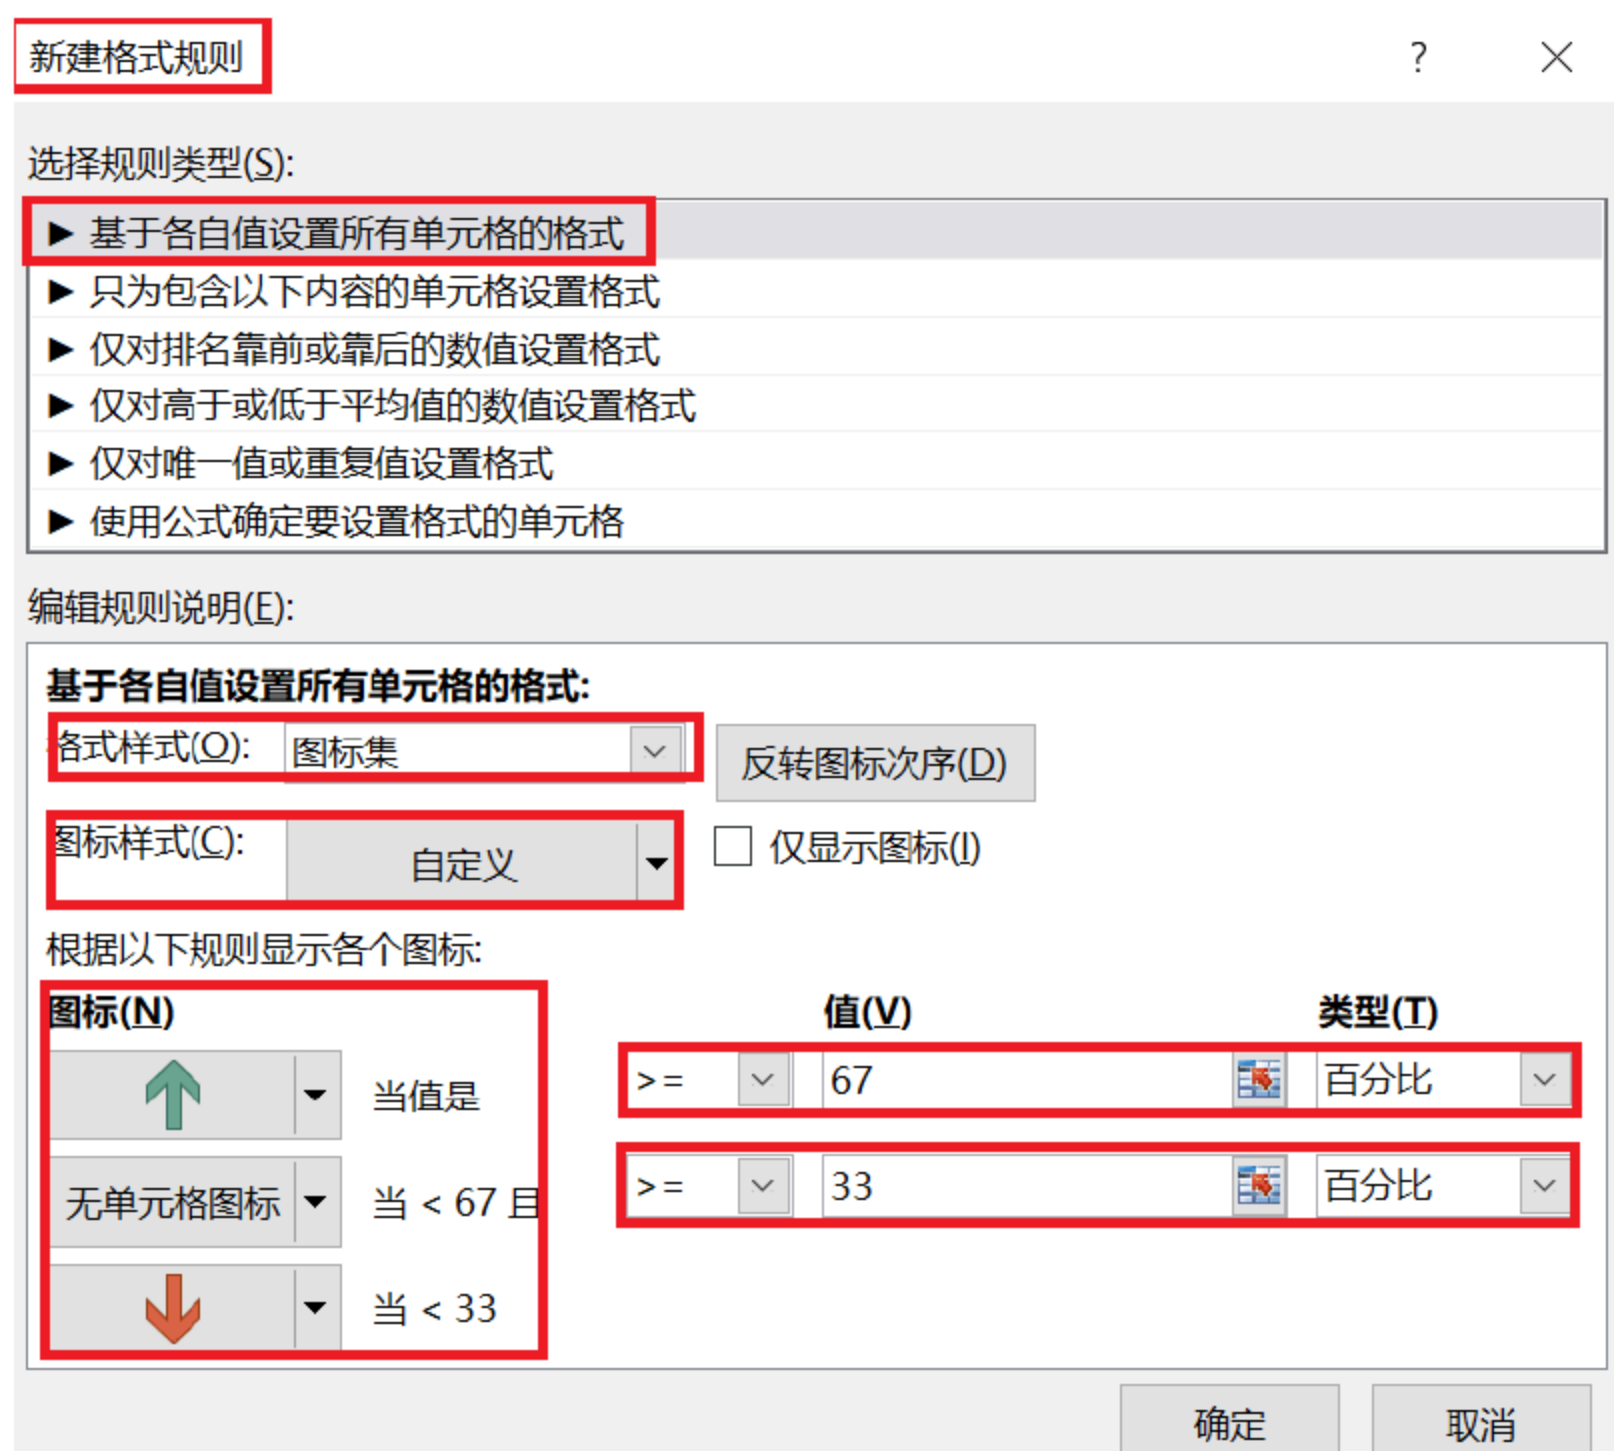 新建格式规则
?
选择规则类型(S):
▶ 基于各自值设置所有单元格的格式
▶ 只为包含以下内容的单元格设置格式
▶ 仅对排名靠前或靠后的数值设置格式
▶ 仅对高于或低于平均值的数值设置格式
▶ 仅对唯一值或重复值设置格式
▶ 使用公式确定要设置格式的单元格
编辑规则说明(E):
基于各自值设置所有单元格的格式:
格式样式(O): 图标集 反转图标次序(D)
图标样式(C): 自定义 仅显示图标(I)
根据以下规则显示各个图标:
图标(N) 值(V) 类型(T)
当值是 >= 67 百分比
无单元格图标 当 < 67 且 >= 33 百分比
当 < 33
确定 取消